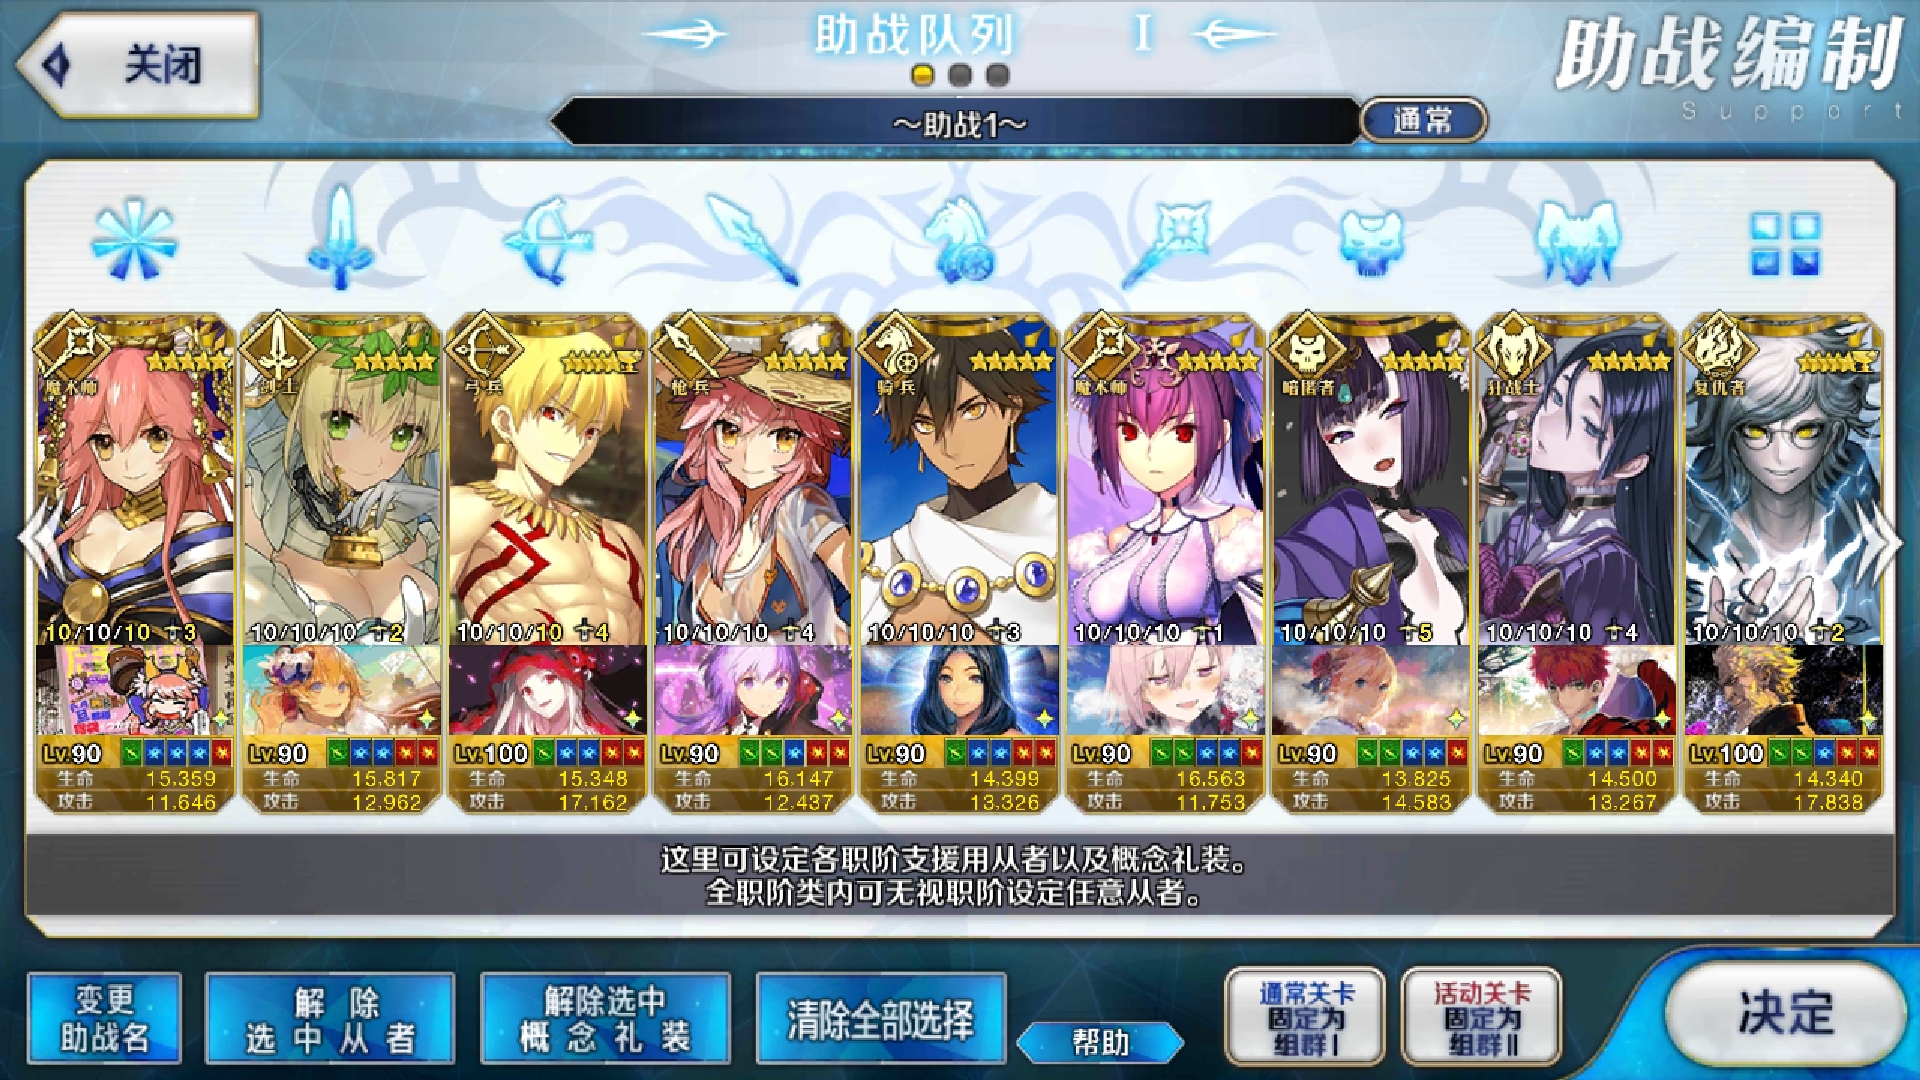 关闭
助战队列 I
助战编制
Support
～助战1～
通常
魔术师
剑士
弓兵
枪兵
骑兵
魔术师
暗匿者
狂战士
复仇者
10/10/10 3
10/10/10 2
10/10/10 4
10/10/10 4
10/10/10 3
10/10/10 1
10/10/10 5
10/10/10 4
10/10/10 2
Lv.90
生命 15,359
攻击 11,646
Lv.90
生命 15,817
攻击 12,962
Lv.100
生命 15,348
攻击 17,162
Lv.90
生命 16,147
攻击 12,437
Lv.90
生命 14,399
攻击 13,326
Lv.90
生命 16,563
攻击 11,753
Lv.90
生命 13,825
攻击 14,583
Lv.90
生命 14,500
攻击 13,267
Lv.100
生命 14,340
攻击 17,838
这里可设定各职阶支援用从者以及概念礼装。
全职阶类内可无视职阶设定任意从者。
变更
助战名
解除
选中从者
解除选中
概念礼装
清除全部选择
帮助
通常关卡
固定为
组群I
活动关卡
固定为
组群II
决定